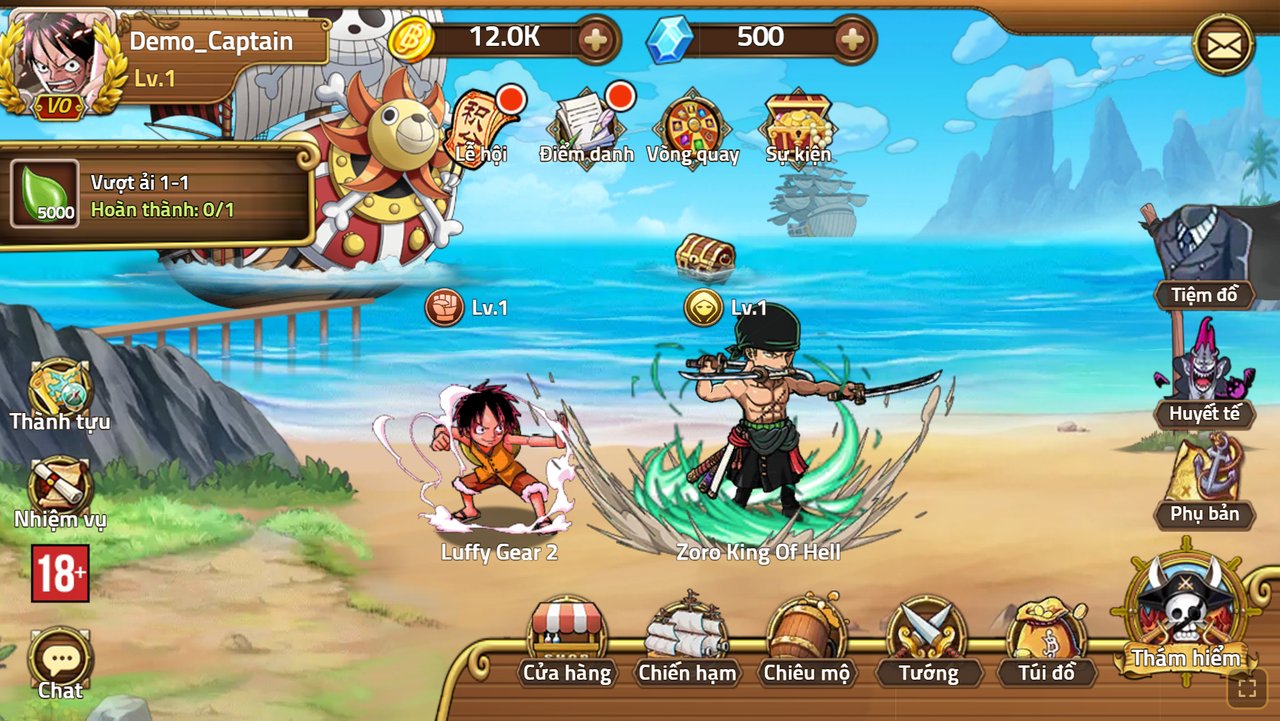 Demo_Captain
Lv.1
V0
12.0K
500
Lễ hội
Điểm danh
Vòng quay
Sự kiện
5000
Vượt ải 1-1
Hoàn thành: 0/1
Lv.1
Lv.1
Tiệm đồ
Huyết tế
Phụ bản
Thành tựu
Nhiệm vụ
18+
Chat
Luffy Gear 2
Zoro King Of Hell
SHOP
Cửa hàng
Chiến hạm
Chiêu mộ
Tướng
Túi đồ
Thám hiểm